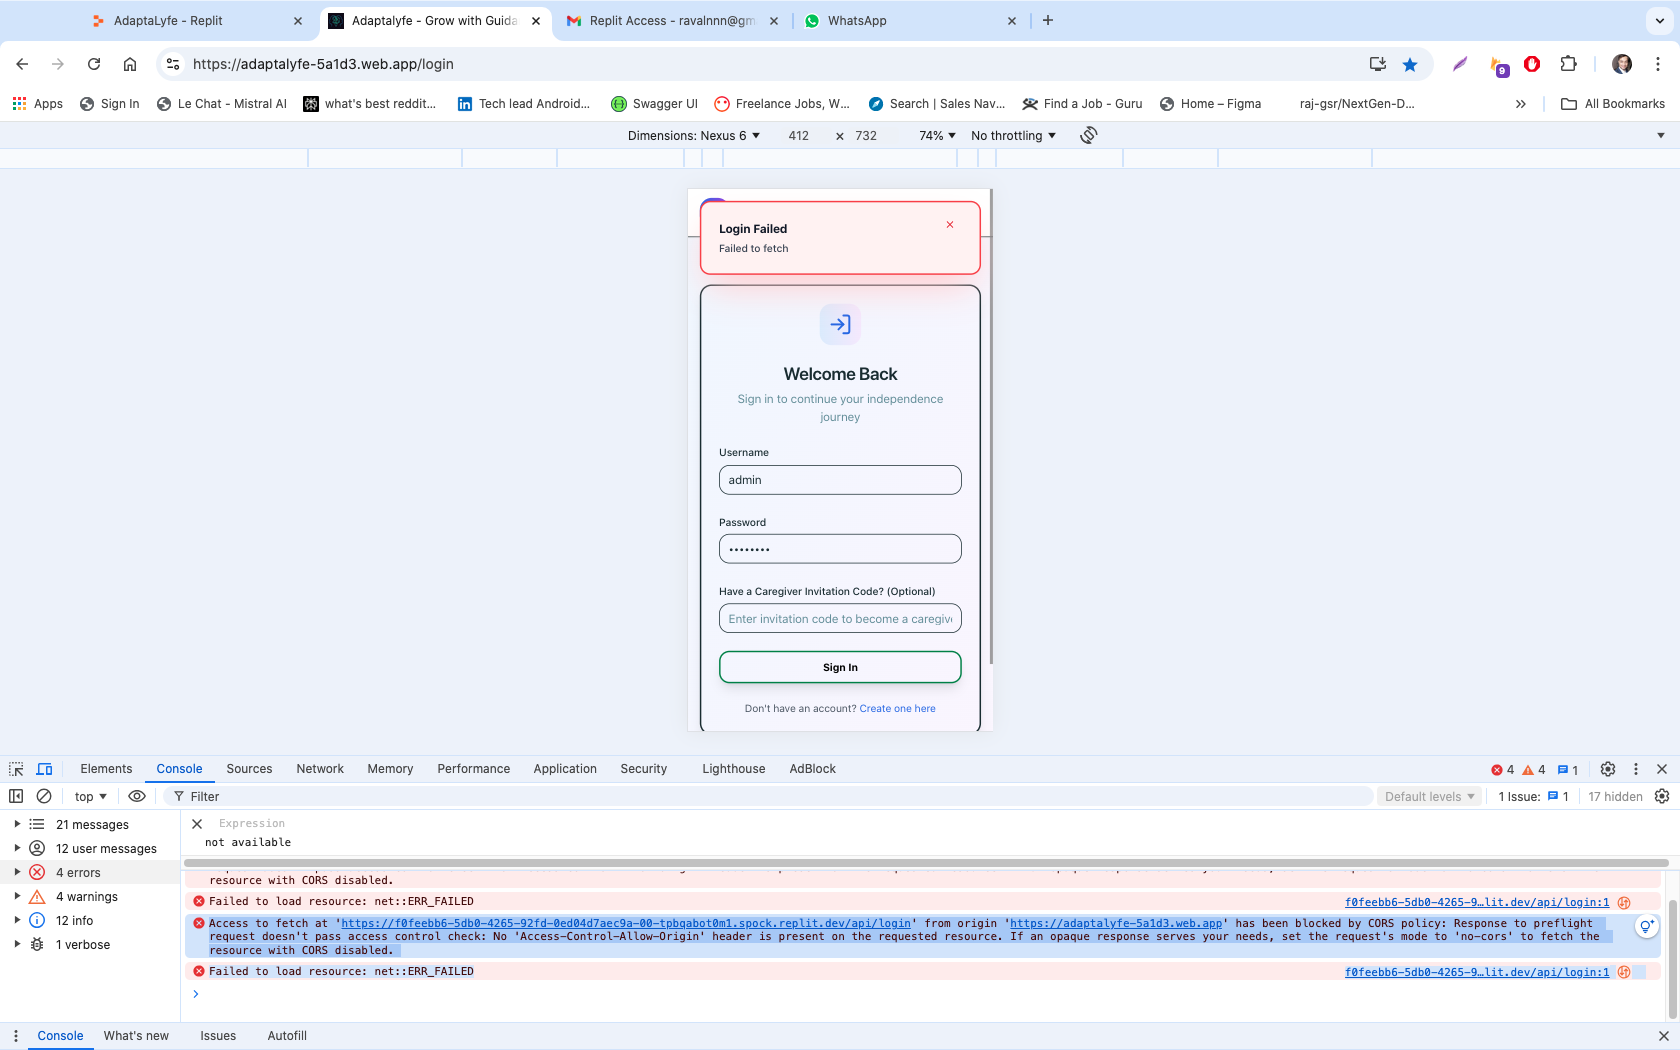 AdaptaLyfe - Replit
Adaptalyfe - Grow with Guida
Replit Access - ravalnnn@gm
WhatsApp
https://adaptalyfe-5a1d3.web.app/login
9
Apps
Sign In
Le Chat - Mistral AI
what's best reddit...
Tech lead Android...
Swagger UI
Freelance Jobs, W...
Search | Sales Nav...
Find a Job - Guru
Home – Figma
raj-gsr/NextGen-D...
All Bookmarks
Dimensions: Nexus 6
412
×
732
74%
No throttling
Login Failed
Failed to fetch
Welcome Back
Sign in to continue your independence
journey
Username
admin
Password
••••••••
Have a Caregiver Invitation Code? (Optional)
Enter invitation code to become a caregive
Sign In
Don't have an account? Create one here
Elements
Console
Sources
Network
Memory
Performance
Application
Security
Lighthouse
AdBlock
4
4
1
top
Filter
Default levels
1 Issue:
1
17 hidden
21 messages
12 user messages
4 errors
4 warnings
12 info
1 verbose
Expression
not available
resource with CORS disabled.
Failed to load resource: net::ERR_FAILED
f0feebb6-5db0-4265-9…lit.dev/api/login:1
Access to fetch at 'https://f0feebb6-5db0-4265-92fd-0ed04d7aec9a-00-tpbqabot0m1.spock.replit.dev/api/login' from origin 'https://adaptalyfe-5a1d3.web.app' has been blocked by CORS policy: Response to preflight
request doesn't pass access control check: No 'Access-Control-Allow-Origin' header is present on the requested resource. If an opaque response serves your needs, set the request's mode to 'no-cors' to fetch the
resource with CORS disabled.
Failed to load resource: net::ERR_FAILED
f0feebb6-5db0-4265-9…lit.dev/api/login:1
Console
What's new
Issues
Autofill